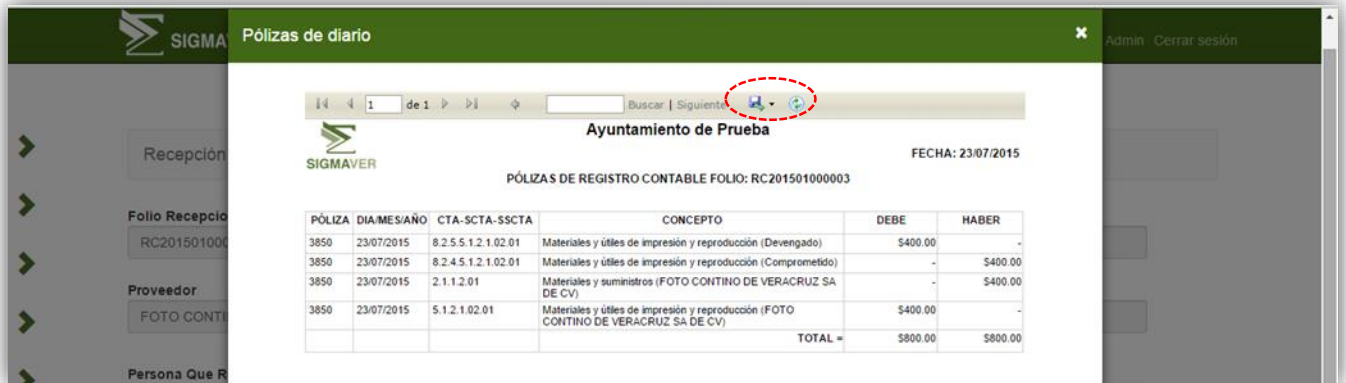 SIGMA
Pólizas de diario
Admin Cerrar sesión
1 de 1 Buscar | Siguiente
Ayuntamiento de Prueba
SIGMAVER
FECHA: 23/07/2015
PÓLIZAS DE REGISTRO CONTABLE FOLIO: RC201501000003
PÓLIZA DIA/MES/AÑO CTA-SCTA-SSCTA CONCEPTO DEBE HABER
3850 23/07/2015 8.2.5.5.1.2.1.02.01 Materiales y útiles de impresión y reproducción (Devengado) $400.00 -
3850 23/07/2015 8.2.4.5.1.2.1.02.01 Materiales y útiles de impresión y reproducción (Comprometido) - $400.00
3850 23/07/2015 2.1.1.2.01 Materiales y suministros (FOTO CONTINO DE VERACRUZ SA - $400.00
DE CV)
3850 23/07/2015 5.1.2.1.02.01 Materiales y útiles de impresión y reproducción (FOTO $400.00 -
CONTINO DE VERACRUZ SA DE CV)
TOTAL = $800.00 $800.00
Recepción
Folio Recepcio
RC201501000
Proveedor
FOTO CONTI
Persona Que R